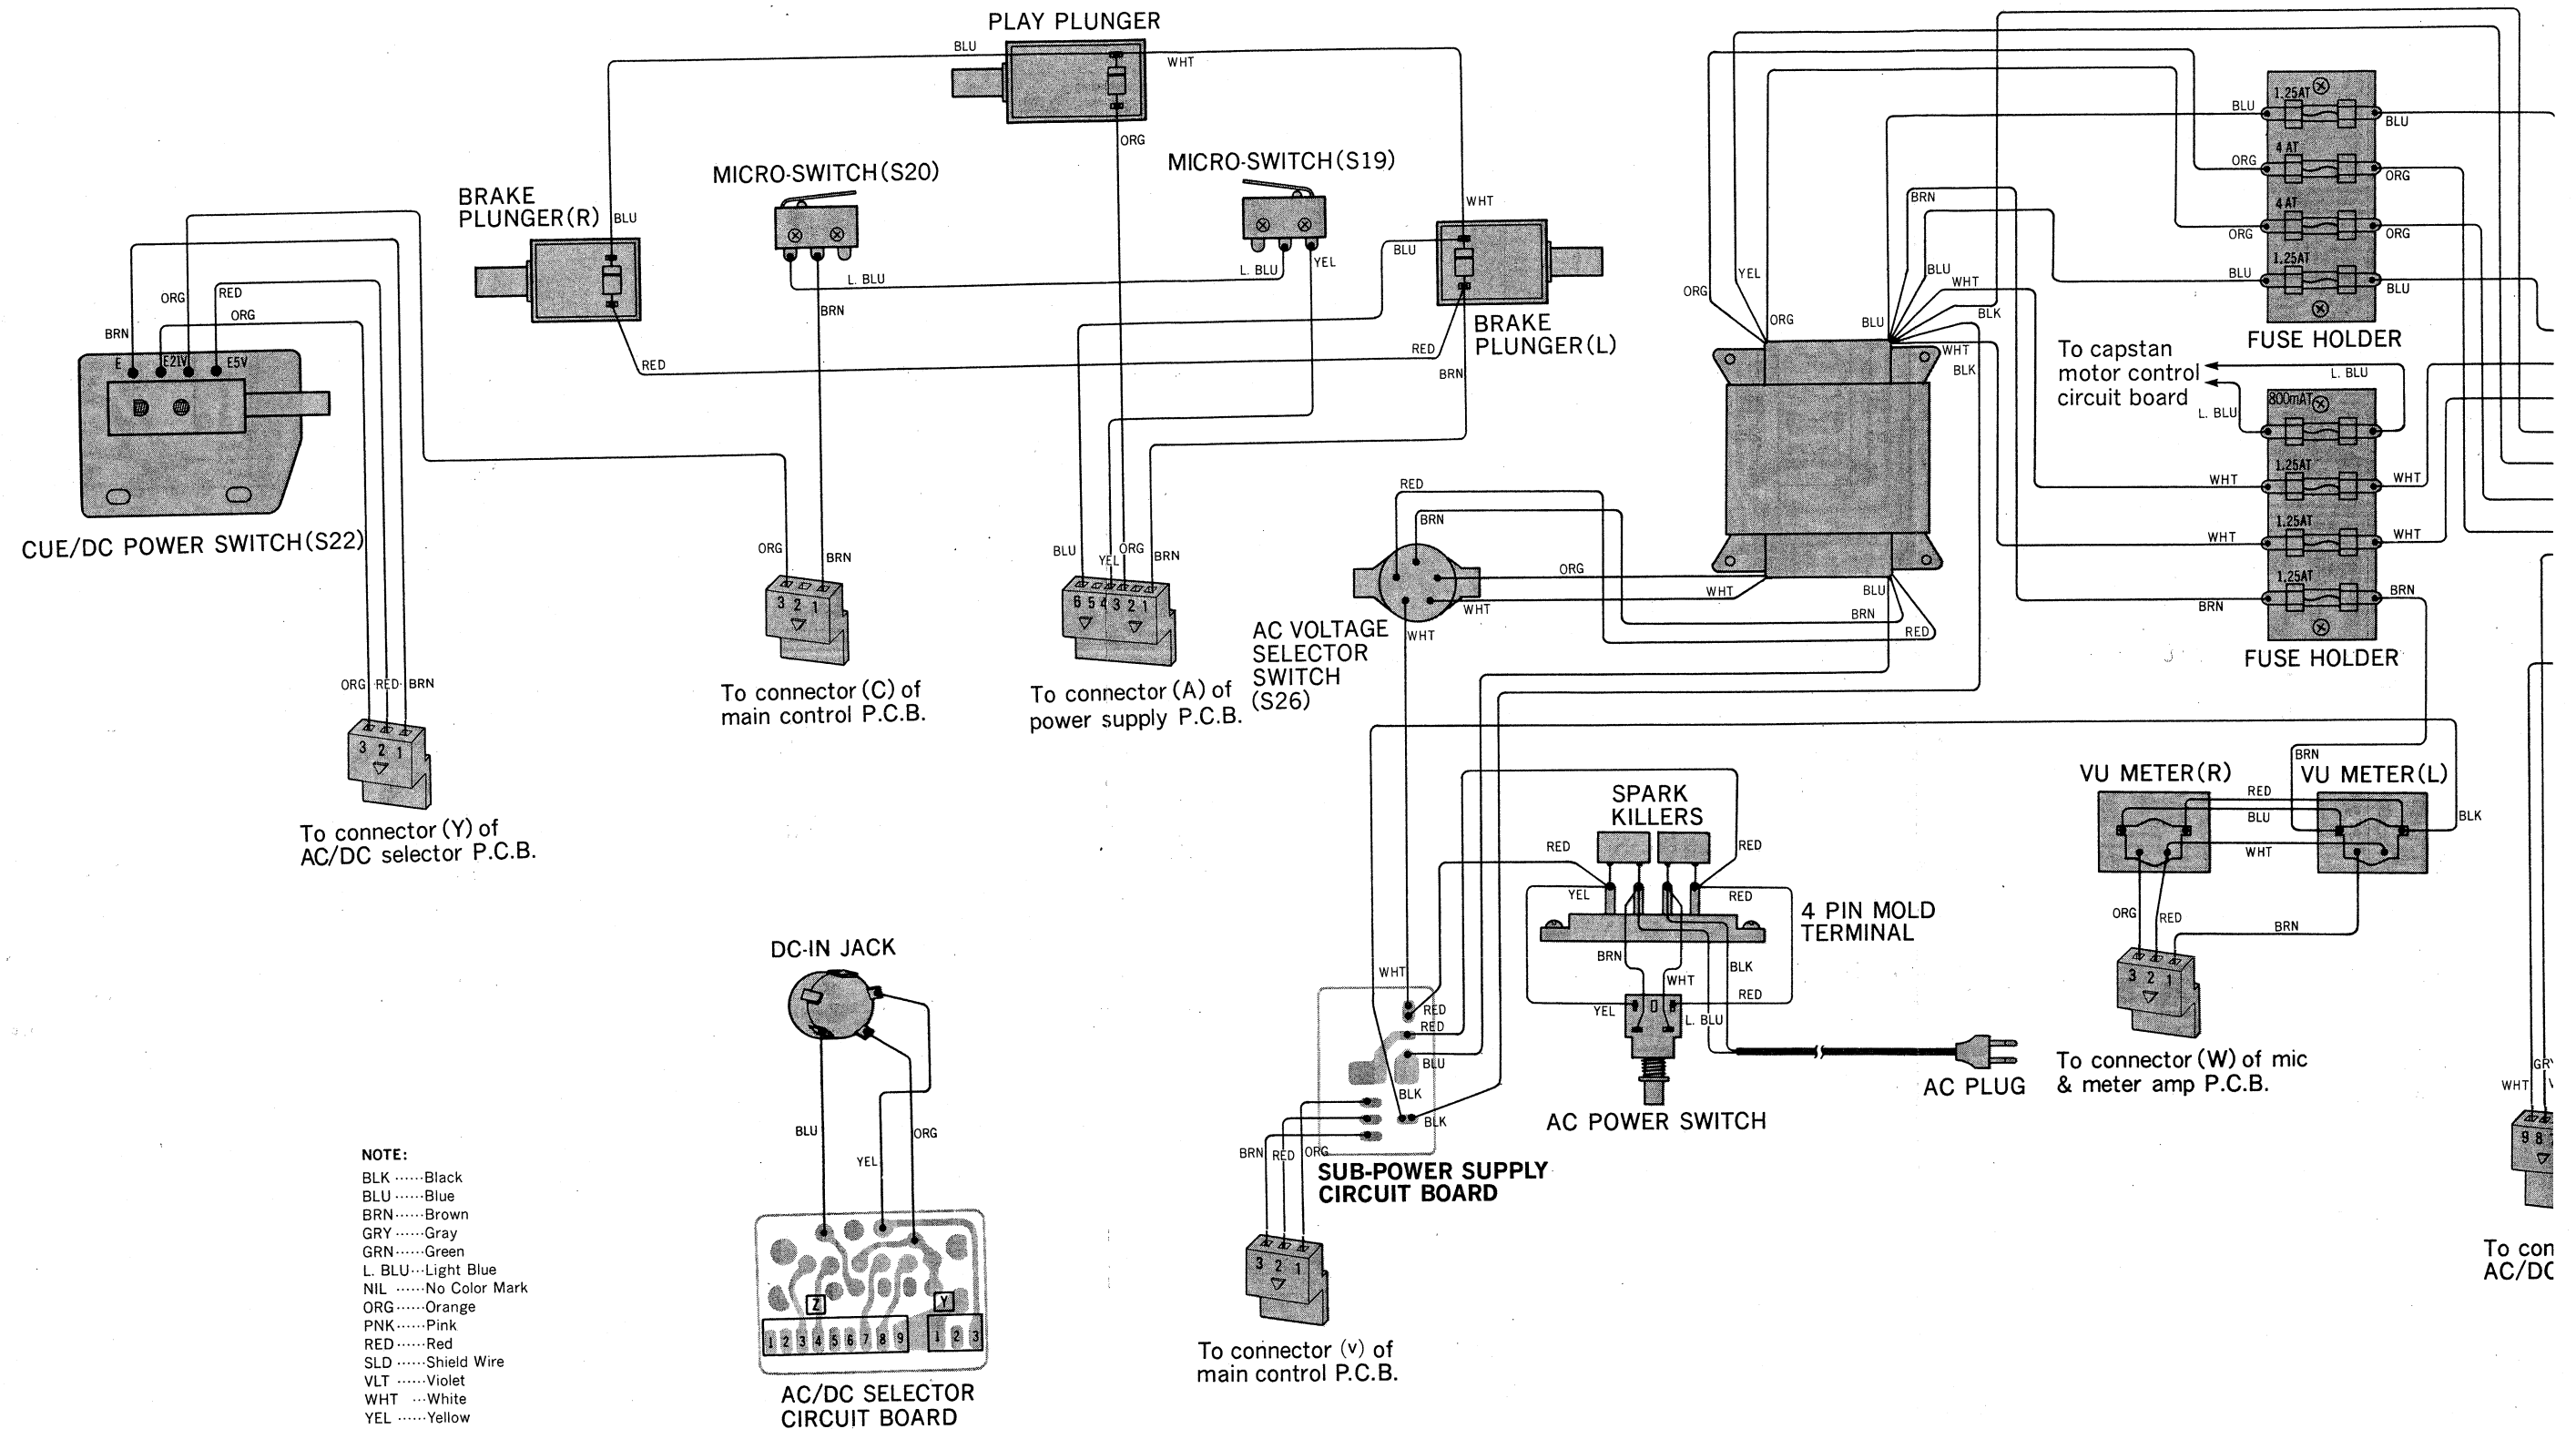 PLAY PLUNGER
BLU
WHT
ORG
MICRO-SWITCH(S20)
MICRO-SWITCH(S19)
BRAKE
PLUNGER(R)
BLU
WHT
BLU
L. BLU
YEL
L. BLU
BRN
RED
RED
BRN
BRAKE
PLUNGER(L)
ORG
RED
ORG
BRN
E
E21V
E5V
CUE/DC POWER SWITCH(S22)
ORG
RED
BRN
3 2 1
To connector (Y) of
AC/DC selector P.C.B.
ORG
BRN
3 2 1
To connector (C) of
main control P.C.B.
BLU
YEL
ORG
BRN
6 5 4 3 2 1
To connector (A) of
power supply P.C.B.
ORG
YEL
ORG
BLU
BRN
BLU
WHT
BLK
WHT
BLK
RED
BRN
ORG
WHT
WHT
WHT
BLU
BRN
RED
AC VOLTAGE
SELECTOR
SWITCH
(S26)
1.25AT
BLU
BLU
4 AT
ORG
ORG
4 AT
ORG
ORG
1.25AT
BLU
BLU
FUSE HOLDER
To capstan
motor control
circuit board
L. BLU
L. BLU
800mAT
1.25AT
WHT
WHT
1.25AT
WHT
WHT
1.25AT
BRN
BRN
FUSE HOLDER
BRN
VU METER(R)
VU METER(L)
RED
BLU
WHT
BLK
ORG
RED
BRN
3 2 1
To connector (W) of mic
& meter amp P.C.B.
SPARK
KILLERS
RED
RED
YEL
RED
4 PIN MOLD
TERMINAL
BRN
BLK
WHT
RED
YEL
L. BLU
AC PLUG
AC POWER SWITCH
WHT
RED
RED
BLU
BLK
BLK
BRN
RED
ORG
SUB-POWER SUPPLY
CIRCUIT BOARD
3 2 1
To connector (v) of
main control P.C.B.
DC-IN JACK
BLU
YEL
ORG
Z
Y
1 2 3 4 5 6 7 8 9
1 2 3
AC/DC SELECTOR
CIRCUIT BOARD
NOTE:
BLK ······Black
BLU ······Blue
BRN······Brown
GRY ······Gray
GRN······Green
L. BLU···Light Blue
NIL ······No Color Mark
ORG······Orange
PNK······Pink
RED······Red
SLD ······Shield Wire
VLT ······Violet
WHT ···White
YEL ······Yellow
WHT
9 8
To con
AC/DC